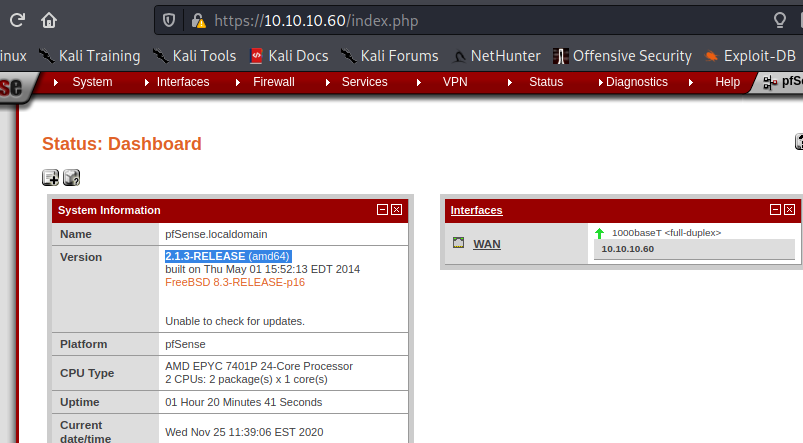 https://10.10.10.60/index.php
inux Kali Training Kali Tools Kali Docs Kali Forums NetHunter Offensive Security Exploit-DB
se System Interfaces Firewall Services VPN Status Diagnostics Help pfSe
Status: Dashboard
System Information
Name pfSense.localdomain
Version 2.1.3-RELEASE (amd64)
built on Thu May 01 15:52:13 EDT 2014
FreeBSD 8.3-RELEASE-p16
Unable to check for updates.
Platform pfSense
CPU Type AMD EPYC 7401P 24-Core Processor
2 CPUs: 2 package(s) x 1 core(s)
Uptime 01 Hour 20 Minutes 41 Seconds
Current
date/time Wed Nov 25 11:39:06 EST 2020
Interfaces
WAN 1000baseT <full-duplex>
10.10.10.60